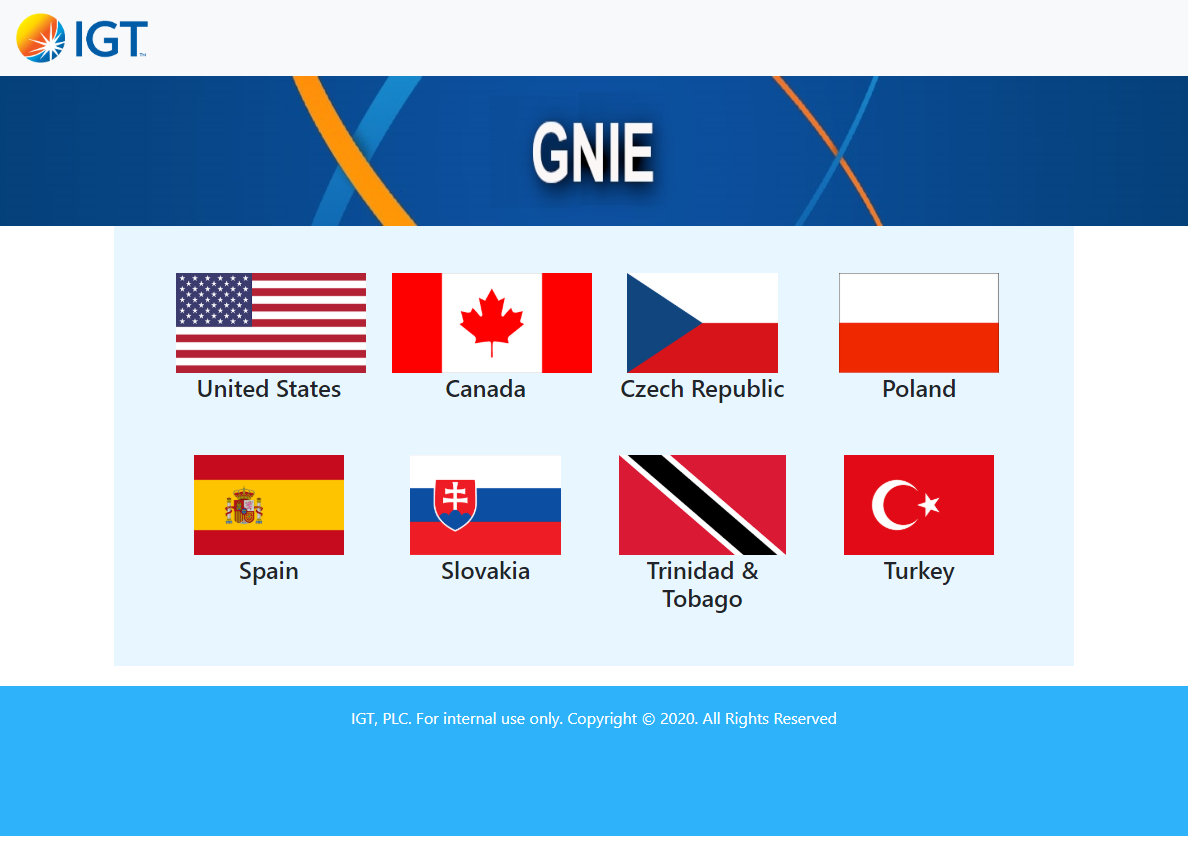 IGT™
GNIE
United States
Canada
Czech Republic
Poland
Spain
Slovakia
Trinidad &
Tobago
Turkey
IGT, PLC. For internal use only. Copyright © 2020. All Rights Reserved